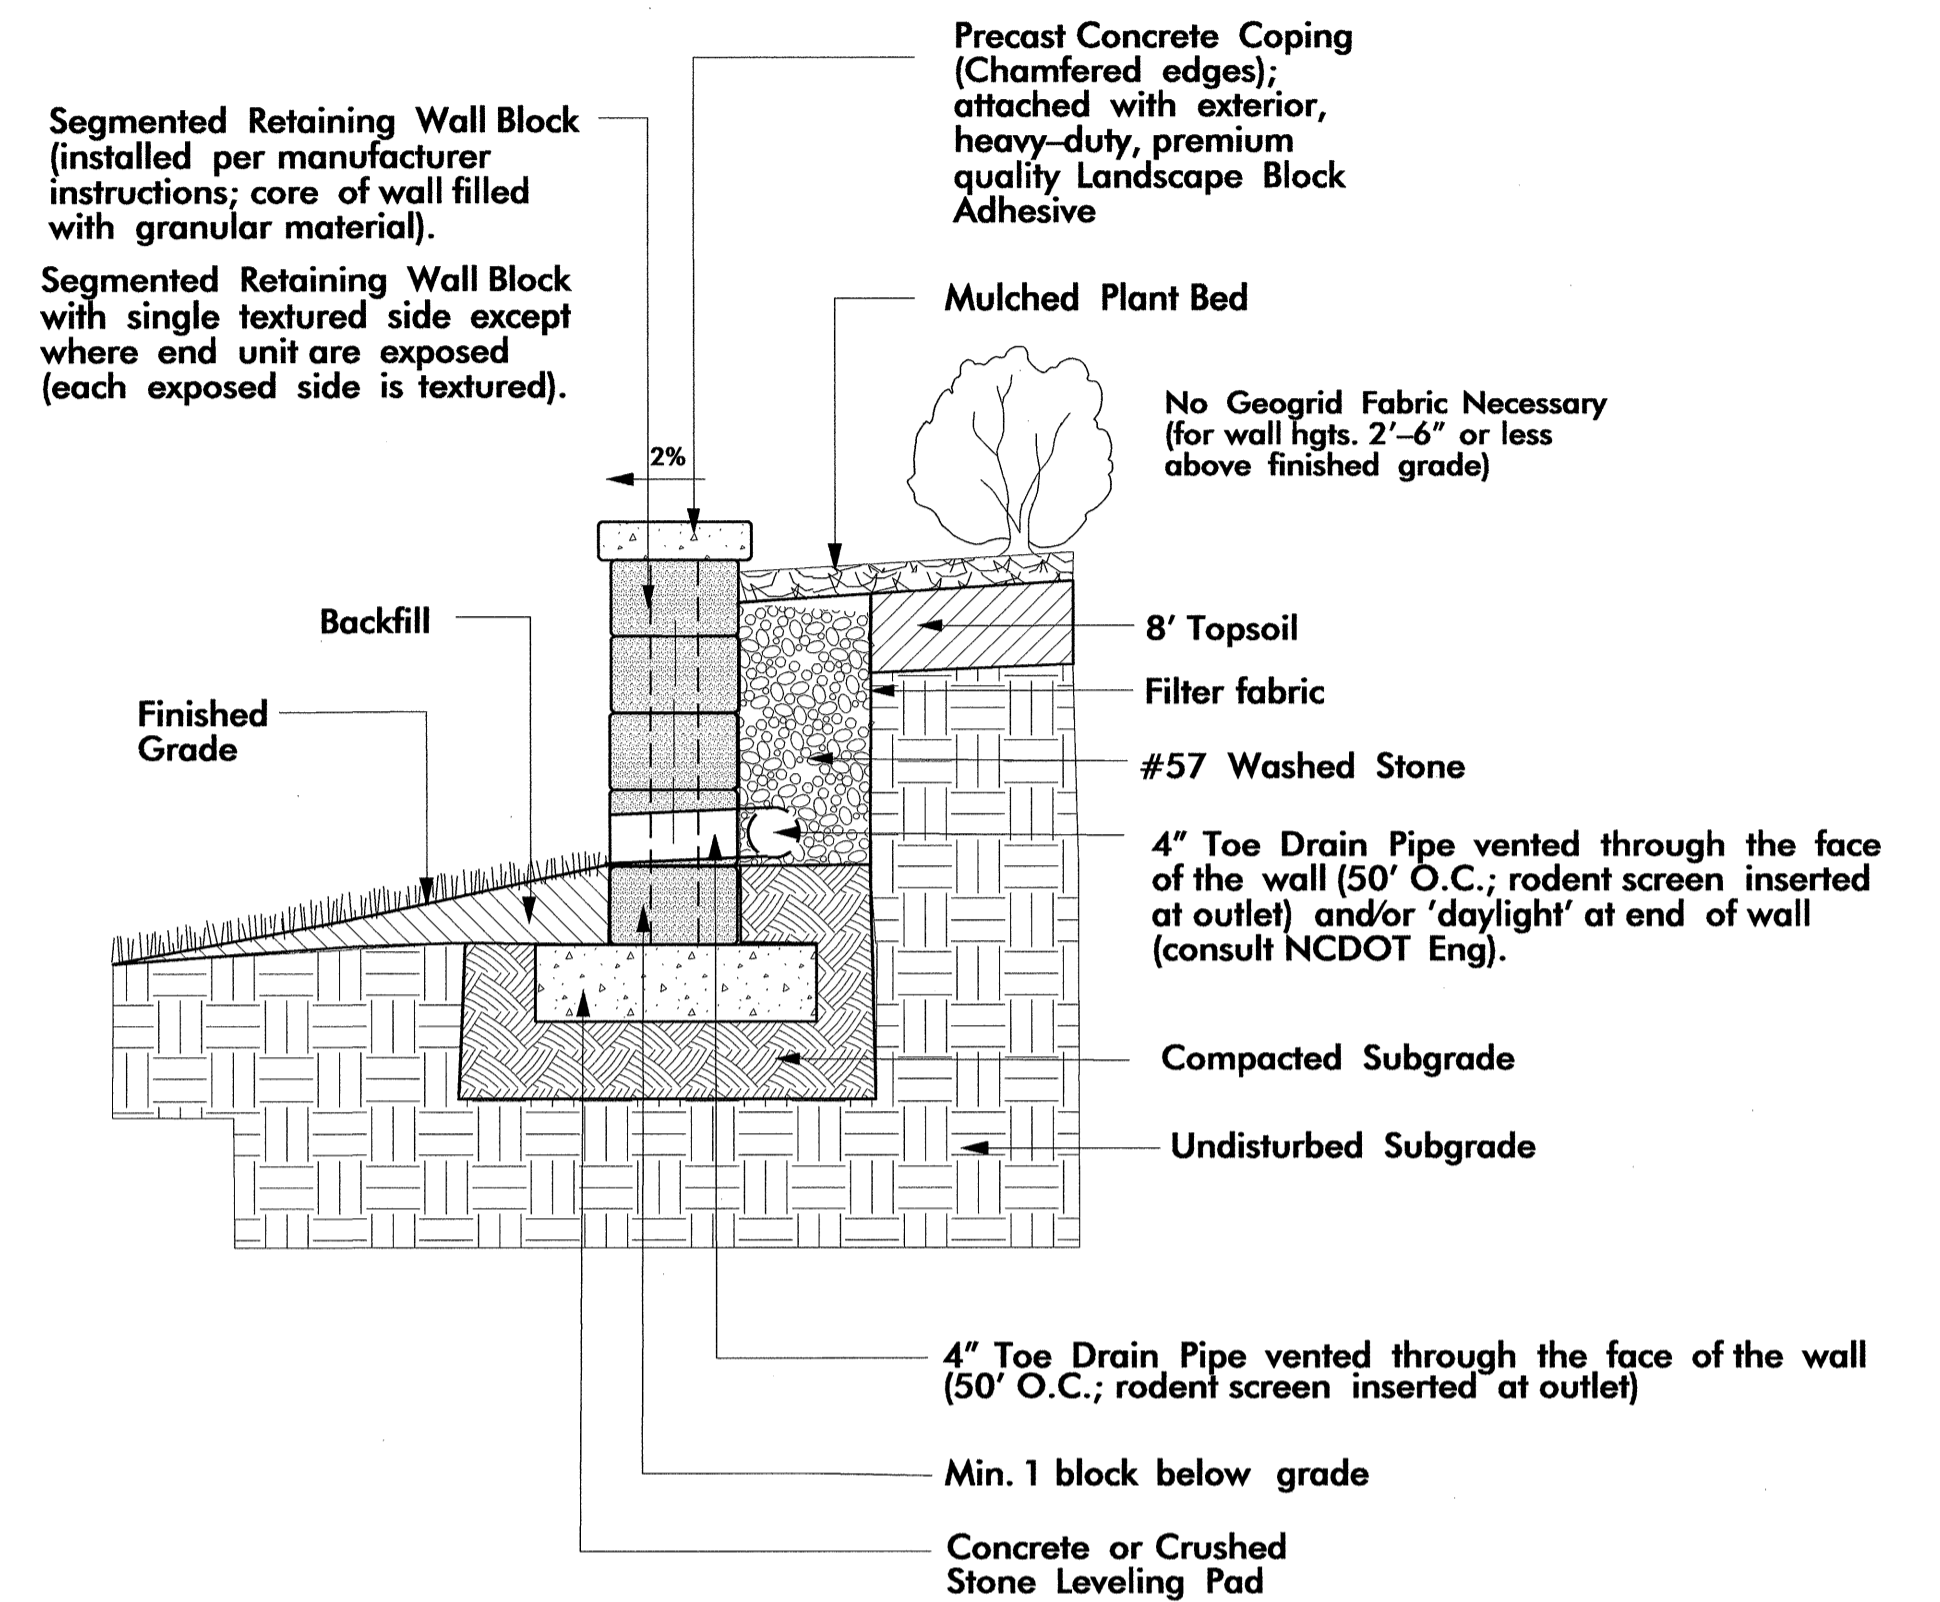 Precast Concrete Coping
(Chamfered edges);
attached with exterior,
heavy-duty, premium
quality Landscape Block
Adhesive
Segmented Retaining Wall Block
(installed per manufacturer
instructions; core of wall filled
with granular material).
Segmented Retaining Wall Block
with single textured side except
where end unit are exposed
(each exposed side is textured).
Mulched Plant Bed
No Geogrid Fabric Necessary
(for wall hgts. 2'-6" or less
above finished grade)
2%
Backfill
Finished
Grade
8' Topsoil
Filter fabric
#57 Washed Stone
4" Toe Drain Pipe vented through the face
of the wall (50' O.C.; rodent screen inserted
at outlet) and/or 'daylight' at end of wall
(consult NCDOT Eng).
Compacted Subgrade
Undisturbed Subgrade
4" Toe Drain Pipe vented through the face of the wall
(50' O.C.; rodent screen inserted at outlet)
Min. 1 block below grade
Concrete or Crushed
Stone Leveling Pad